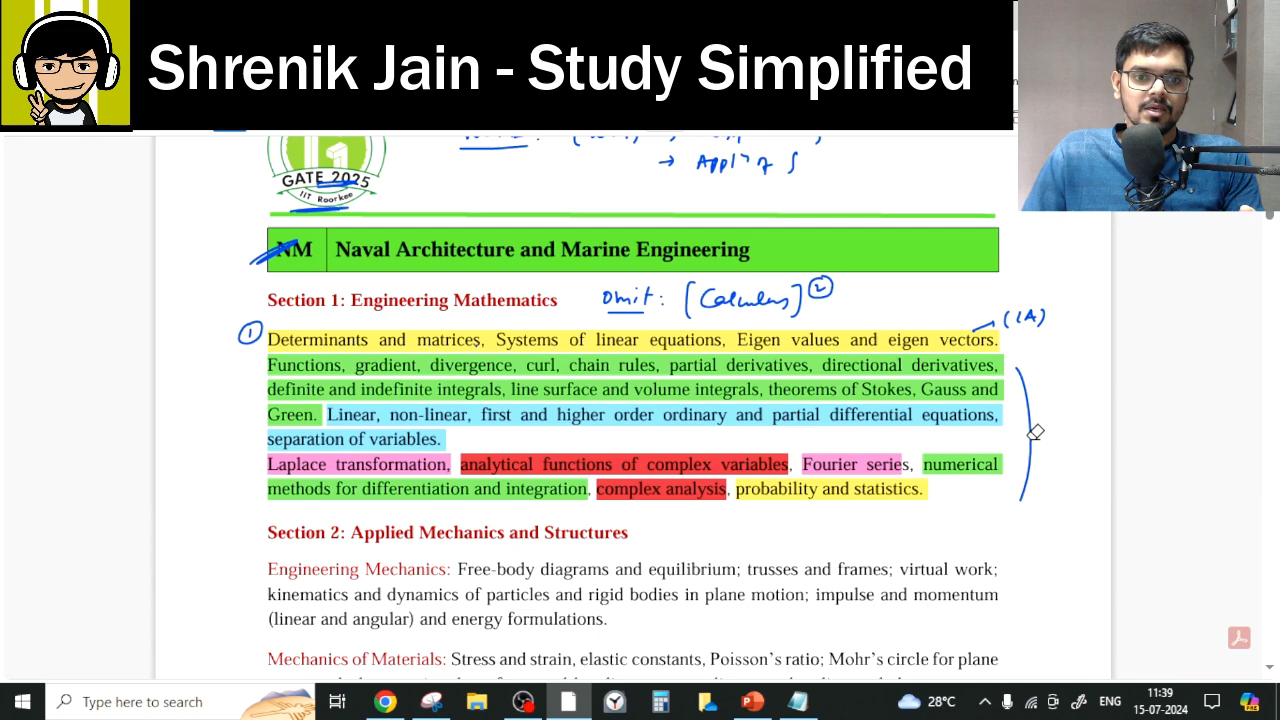 Shrenik Jain - Study Simplified
→ Appl
GATE 2025
IIT Roorkee
NM Naval Architecture and Marine Engineering
Section 1: Engineering Mathematics Omit: [Calculus] ②
① Determinants and matrices, Systems of linear equations, Eigen values and eigen vectors. (LA)
Functions, gradient, divergence, curl, chain rules, partial derivatives, directional derivatives,
definite and indefinite integrals, line surface and volume integrals, theorems of Stokes, Gauss and
Green. Linear, non-linear, first and higher order ordinary and partial differential equations,
separation of variables.
Laplace transformation, analytical functions of complex variables, Fourier series, numerical
methods for differentiation and integration, complex analysis, probability and statistics.
Section 2: Applied Mechanics and Structures
Engineering Mechanics: Free-body diagrams and equilibrium; trusses and frames; virtual work;
kinematics and dynamics of particles and rigid bodies in plane motion; impulse and momentum
(linear and angular) and energy formulations.
Mechanics of Materials: Stress and strain, elastic constants, Poisson's ratio; Mohr's circle for plane
Type here to search
28°C
ENG
11:39
15-07-2024